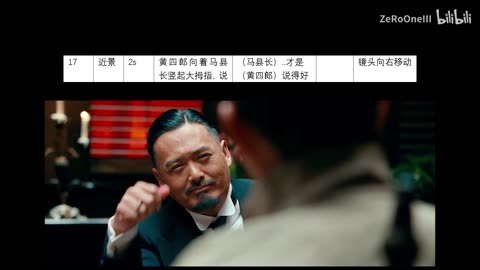 ZeRoOneIII bilibili
17 近景 2s 黄四郎向着马县 （马县长）..才是 镜头向右移动
长竖起大拇指, 说 （黄四郎）说得好